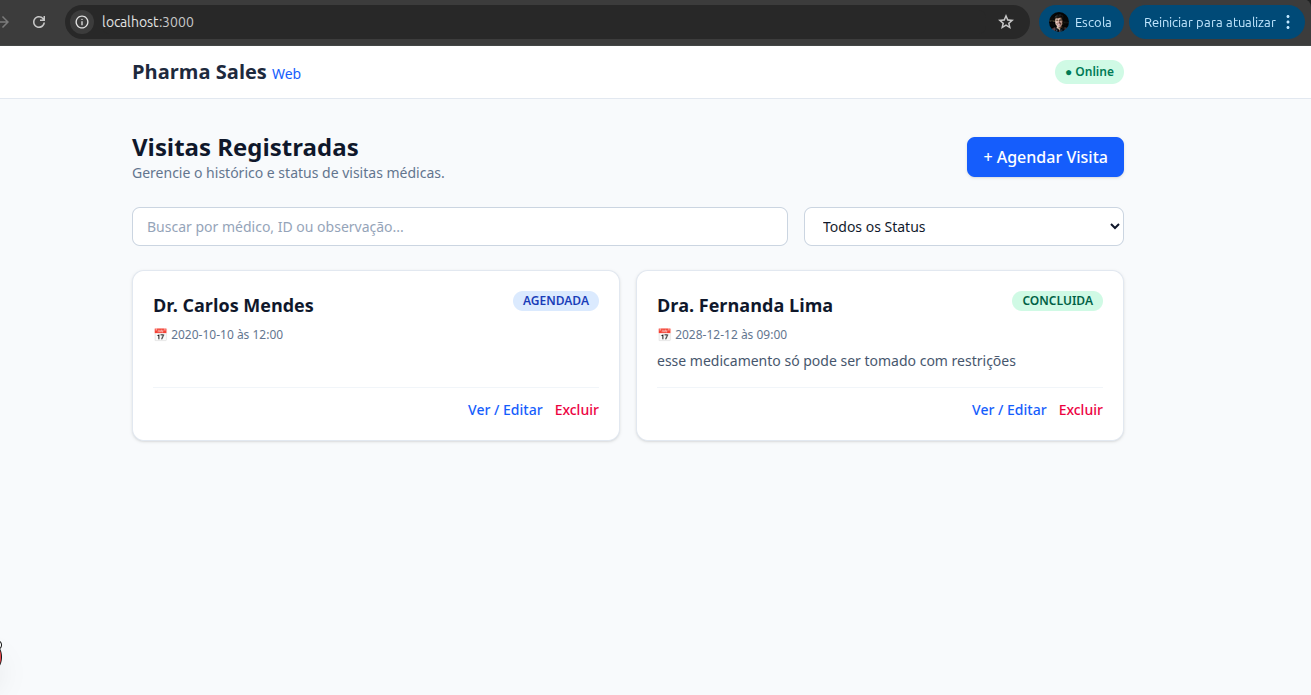 localhost:3000
Escola
Reiniciar para atualizar
Pharma Sales Web
● Online
Visitas Registradas
Gerencie o histórico e status de visitas médicas.
+ Agendar Visita
Buscar por médico, ID ou observação...
Todos os Status
Dr. Carlos Mendes
AGENDADA
📅 2020-10-10 às 12:00
Ver / Editar Excluir
Dra. Fernanda Lima
CONCLUIDA
📅 2028-12-12 às 09:00
esse medicamento só pode ser tomado com restrições
Ver / Editar Excluir